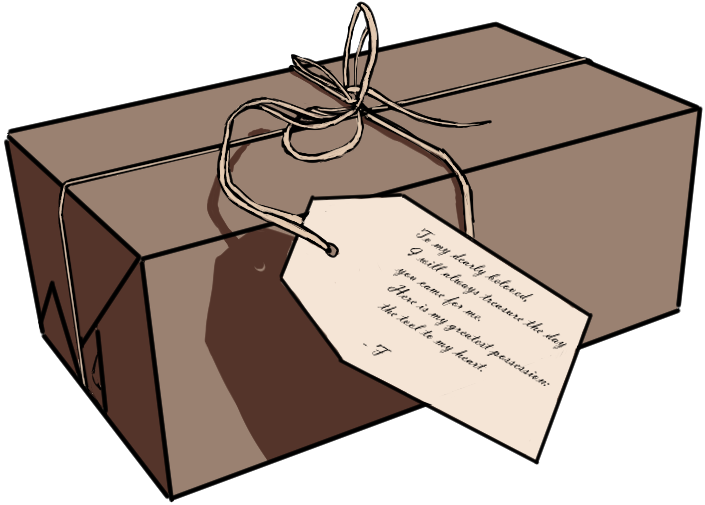 To my dearly beloved,
I will always treasure the day
you came for me.
Here is my greatest possession:
the tool to my heart.
- T